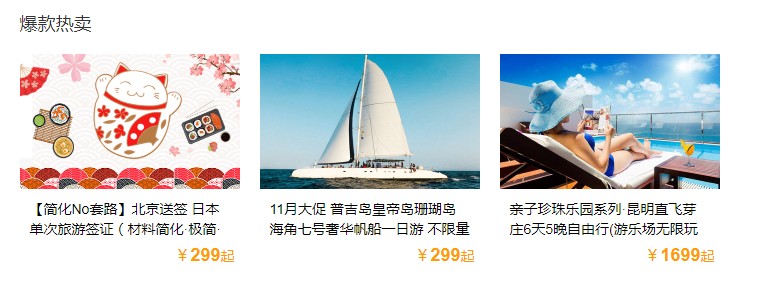 爆款热卖
【简化No套路】北京送签 日本
单次旅游签证（材料简化·极简·
￥299起
11月大促 普吉岛皇帝岛珊瑚岛
海角七号奢华帆船一日游 不限量
￥299起
亲子珍珠乐园系列·昆明直飞芽
庄6天5晚自由行(游乐场无限玩
￥1699起